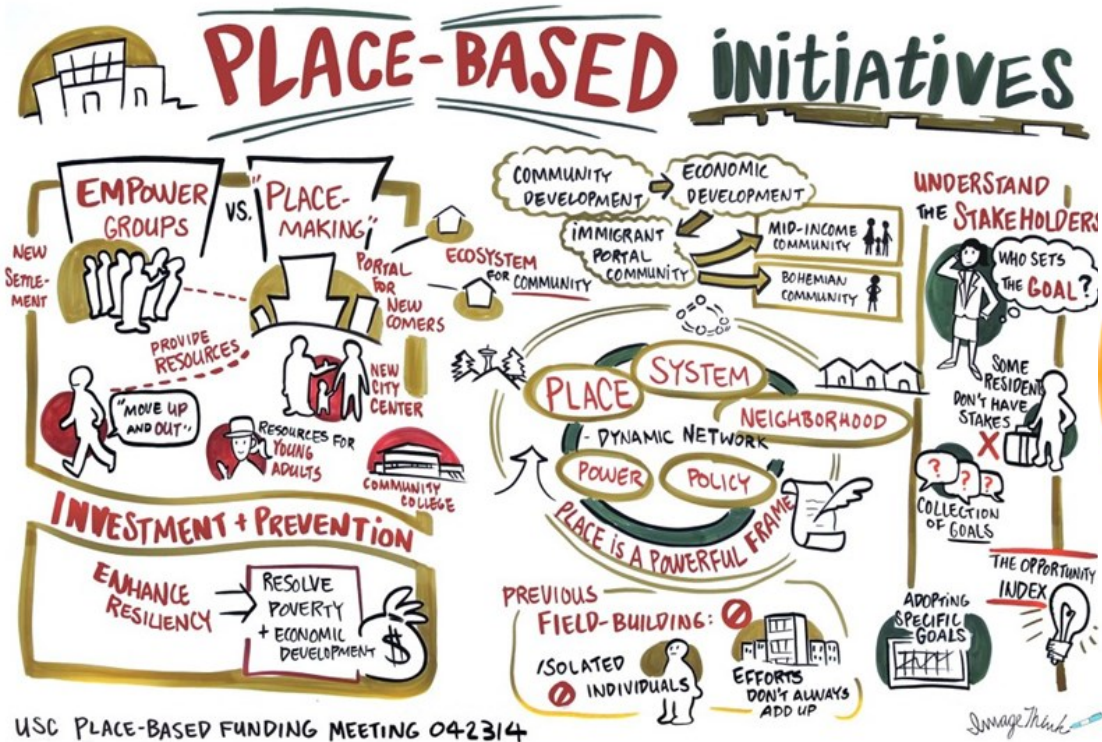 PLACE-BASED INITIATIVES
EMPOWER
GROUPS
VS.
"PLACE-
MAKING"
NEW
SETTLE-
MENT
PORTAL
FOR
NEW
COMERS
PROVIDE
RESOURCES
"MOVE UP
AND OUT"
NEW
CITY
CENTER
RESOURCES FOR
YOUNG
ADULTS
COMMUNITY
COLLEGE
INVESTMENT + PREVENTION
ENHANCE
RESILIENCY
RESOLVE
POVERTY
+ ECONOMIC
DEVELOPMENT
$
ECOSYSTEM
FOR COMMUNITY
COMMUNITY
DEVELOPMENT
ECONOMIC
DEVELOPMENT
IMMIGRANT
PORTAL
COMMUNITY
MID-INCOME
COMMUNITY
BOHEMIAN
COMMUNITY
PLACE
SYSTEM
NEIGHBORHOOD
- DYNAMIC NETWORK
POWER
POLICY
PLACE IS A POWERFUL FRAME
PREVIOUS
FIELD-BUILDING:
ISOLATED
INDIVIDUALS
EFFORTS
DON'T ALWAYS
ADD UP
UNDERSTAND
THE STAKEHOLDERS
WHO SETS
THE GOAL?
SOME
RESIDENT
DON'T HAVE
STAKES
X
? ? ?
COLLECTION
OF GOALS
THE OPPORTUNITY
INDEX
ADOPTING
SPECIFIC
GOALS
USC PLACE-BASED FUNDING MEETING 042314
ImageThink